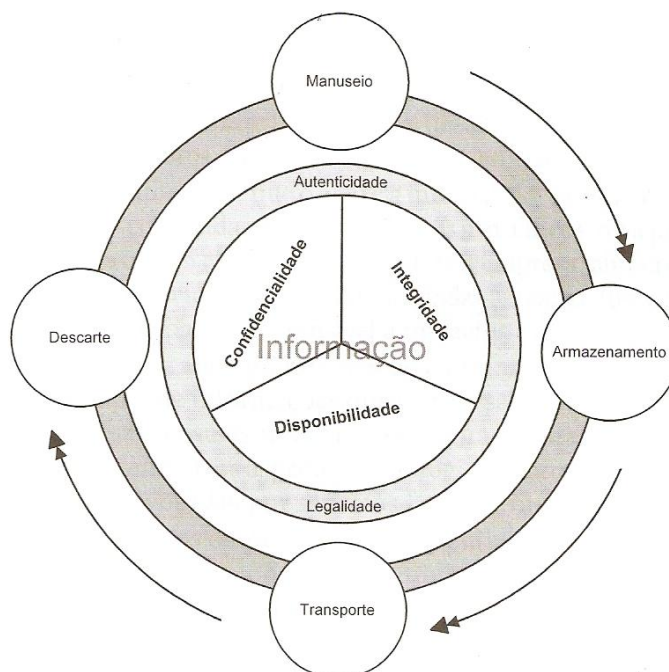 Manuseio
Autenticidade
Confidencialidade
Integridade
Informação
Descarte
Armazenamento
Disponibilidade
Legalidade
Transporte